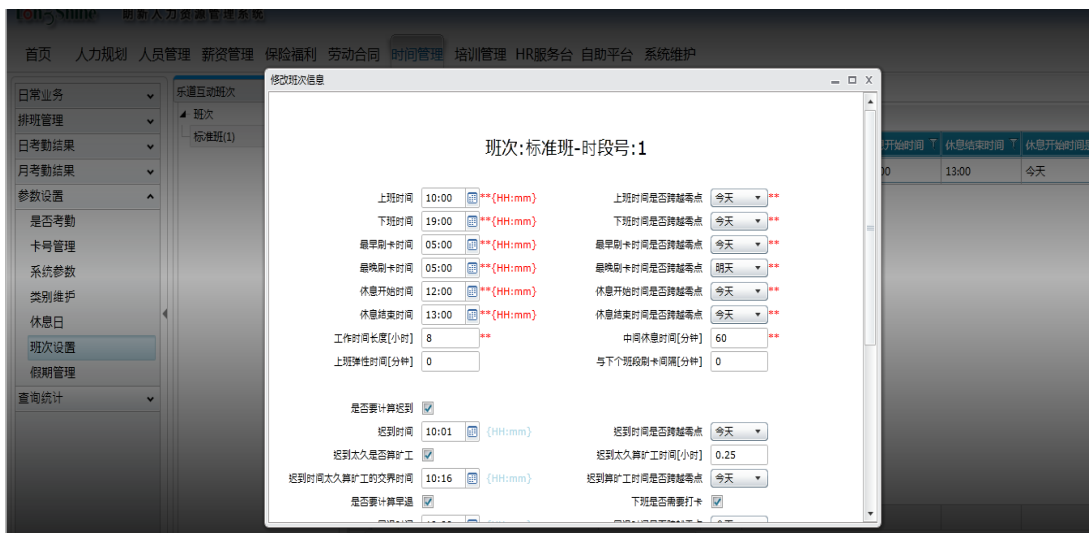 明新人力资源管理系统
首页 人力规划 人员管理 薪资管理 保险福利 劳动合同 时间管理 培训管理 HR服务台 自助平台 系统维护
日常业务
排班管理
日考勤结果
月考勤结果
参数设置
是否考勤
卡号管理
系统参数
类别维护
休息日
班次设置
假期管理
查询统计
乐逗互动班次
班次
标准班(1)
开始时间 休息结束时间 休息开始时间
00 13:00 今天
修改班次信息
班次:标准班-时段号:1
上班时间 10:00 **{HH:mm} 上班时间是否跨越零点 今天 **
下班时间 19:00 **{HH:mm} 下班时间是否跨越零点 今天 **
最早刷卡时间 05:00 **{HH:mm} 最早刷卡时间是否跨越零点 今天 **
最晚刷卡时间 05:00 **{HH:mm} 最晚刷卡时间是否跨越零点 明天 **
休息开始时间 12:00 **{HH:mm} 休息开始时间是否跨越零点 今天 **
休息结束时间 13:00 **{HH:mm} 休息结束时间是否跨越零点 今天 **
工作时间长度[小时] 8 ** 中间休息时间[分钟] 60 **
上班弹性时间[分钟] 0 与下个班段刷卡间隔[分钟] 0
是否要计算迟到
迟到时间 10:01 {HH:mm} 迟到时间是否跨越零点 今天
迟到太久是否算旷工 迟到太久算旷工时间[小时] 0.25
迟到时间太久算旷工的交界时间 10:16 {HH:mm} 迟到算旷工时间是否跨越零点 今天
是否要计算早退 下班是否需要打卡